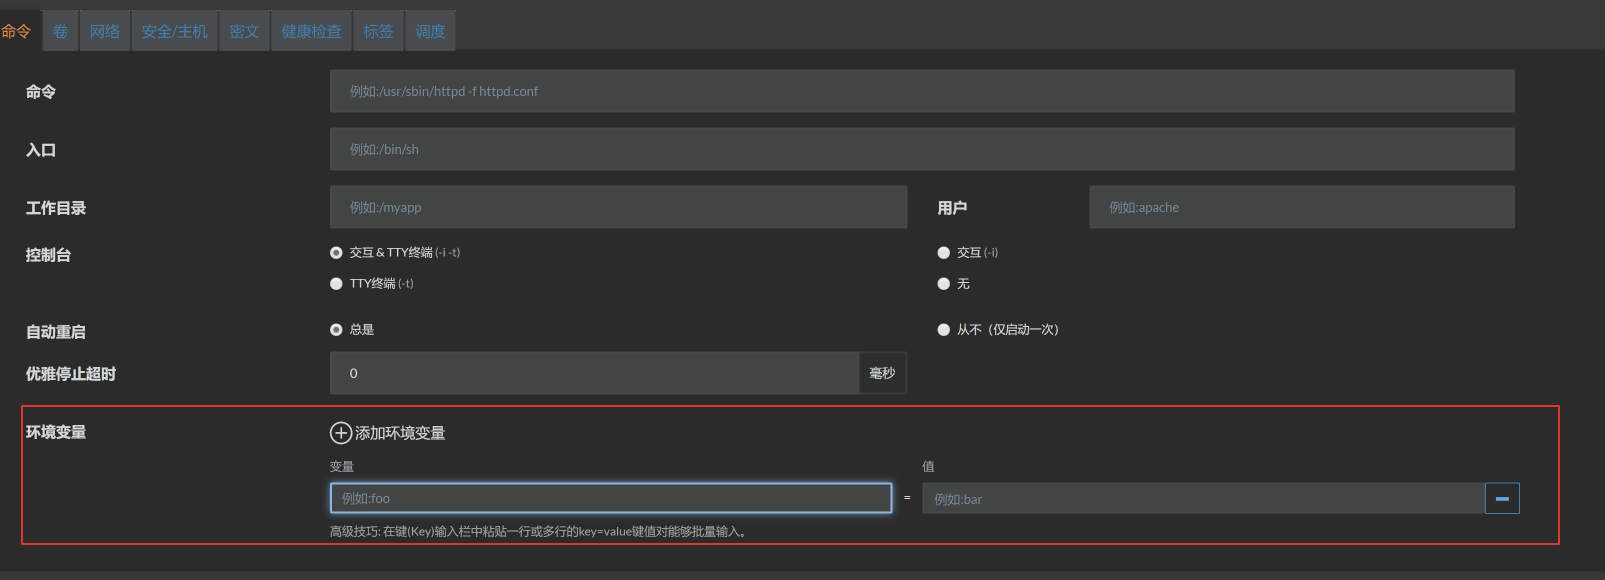 命令 卷 网络 安全/主机 密文 健康检查 标签 调度
命令 例如:/usr/sbin/httpd -f httpd.conf
入口 例如:/bin/sh
工作目录 例如:/myapp 用户 例如:apache
控制台 交互 & TTY终端 (-i -t) 交互 (-i)
TTY终端 (-t) 无
自动重启 总是 从不（仅启动一次）
优雅停止超时 0 毫秒
环境变量 添加环境变量
变量 值
例如:foo = 例如:bar
高级技巧: 在键(Key)输入栏中粘贴一行或多行的key=value键值对能够批量输入。